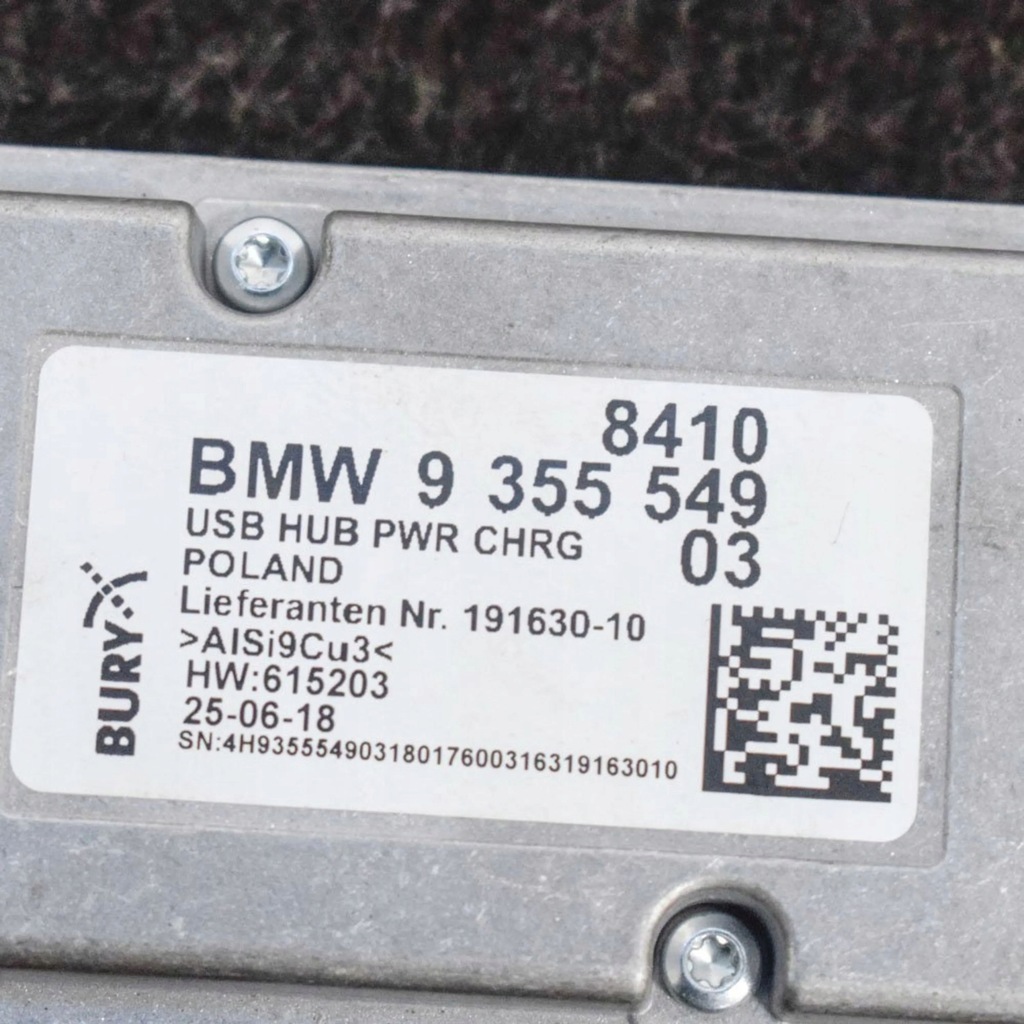 8410
BMW 9 355 549
03
USB HUB PWR CHRG
POLAND
Lieferanten Nr. 191630-10
>AlSi9Cu3<
HW:615203
25-06-18
SN:4H93555490318017600316319163010
BURY